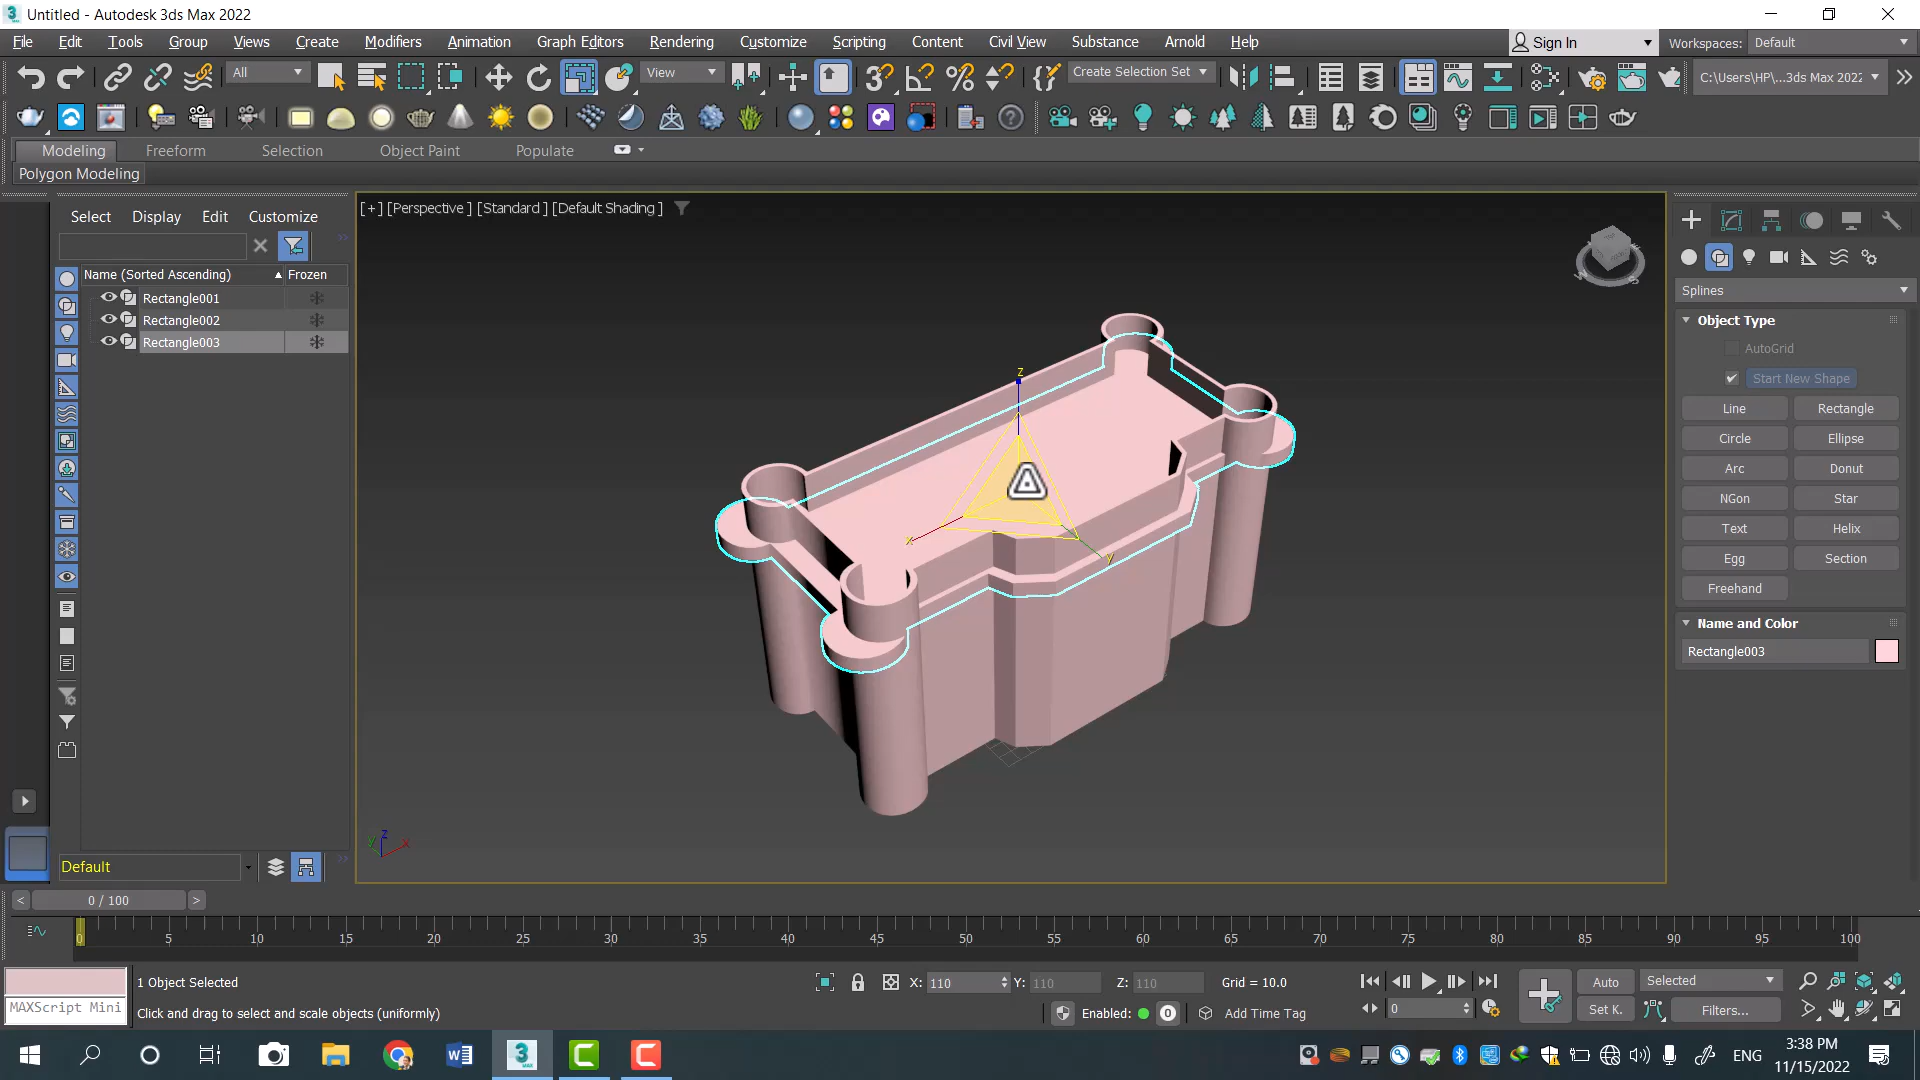 Untitled - Autodesk 3ds Max 2022
File Edit Tools Group Views Create Modifiers Animation Graph Editors Rendering Customize Scripting Content Civil View Substance Arnold Help
Sign In
Workspaces: Default
All
View
Create Selection Set
C:\Users\HP\...3ds Max 2022
Modeling Freeform Selection Object Paint Populate
Polygon Modeling
Select Display Edit Customize
Name (Sorted Ascending) Frozen
Rectangle001
Rectangle002
Rectangle003
Default
[+] [Perspective ] [Standard ] [Default Shading ]
z
x
y
Splines
Object Type
AutoGrid
Start New Shape
Line Rectangle
Circle Ellipse
Arc Donut
NGon Star
Text Helix
Egg Section
Freehand
Name and Color
Rectangle003
0 / 100
0 5 10 15 20 25 30 35 40 45 50 55 60 65 70 75 80 85 90 95 100
1 Object Selected
X: 110 Y: 110 Z: 110 Grid = 10.0
Auto Selected
MAXScript Mini
Click and drag to select and scale objects (uniformly)
Enabled: 0 Add Time Tag
0
Set K. Filters...
ENG
3:38 PM
11/15/2022